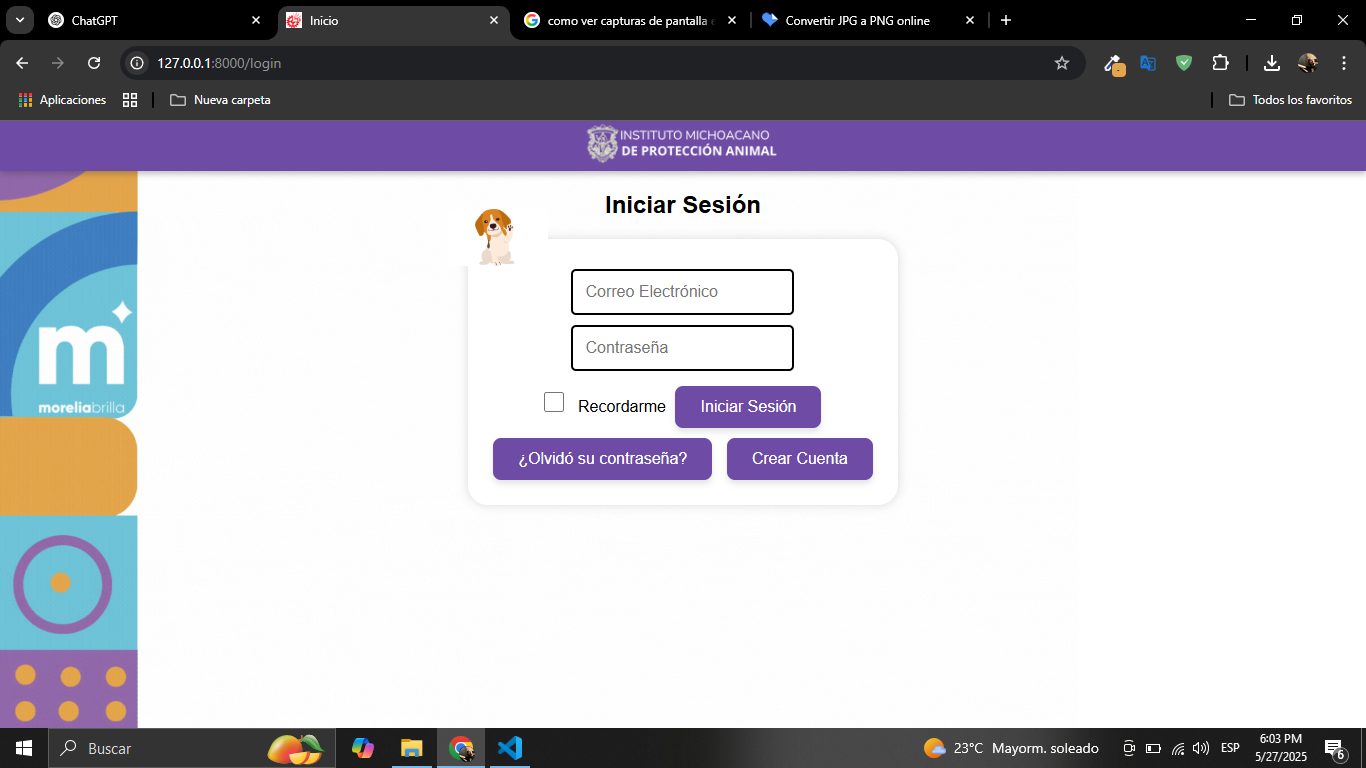 ChatGPT
Inicio
como ver capturas de pantalla e
Convertir JPG a PNG online
127.0.0.1:8000/login
Aplicaciones
Nueva carpeta
Todos los favoritos
INSTITUTO MICHOACANO
DE PROTECCIÓN ANIMAL
Iniciar Sesión
Correo Electrónico
Contraseña
Recordarme
Iniciar Sesión
¿Olvidó su contraseña?
Crear Cuenta
m
moreliabrilla
Buscar
23°C Mayorm. soleado
ESP
6:03 PM
5/27/2025
6